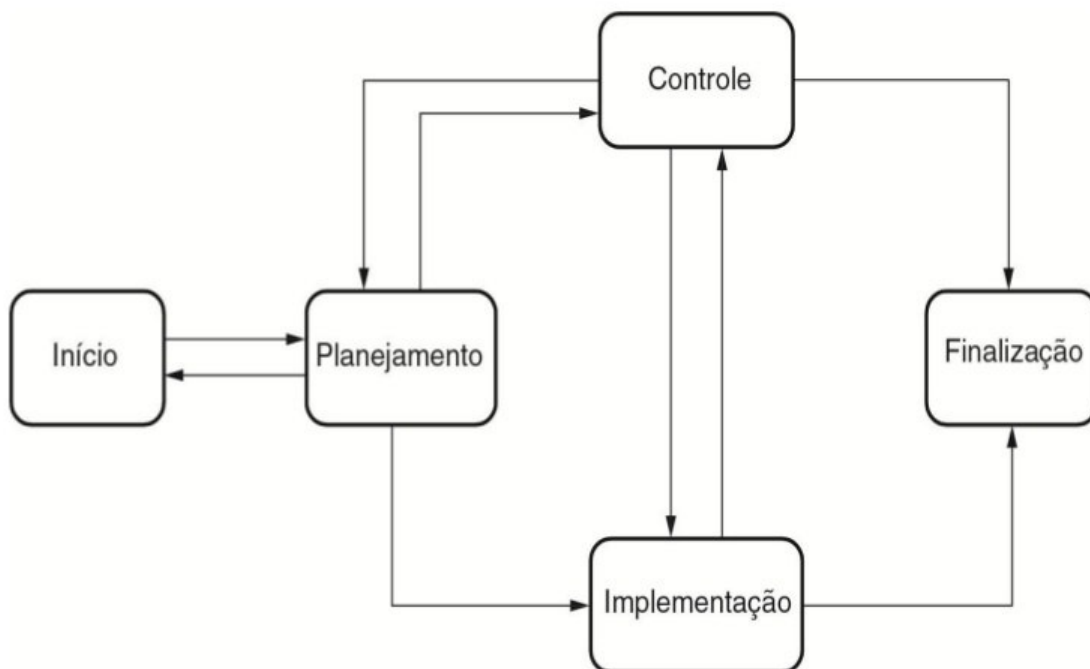 Controle
Início
Planejamento
Finalização
Implementação